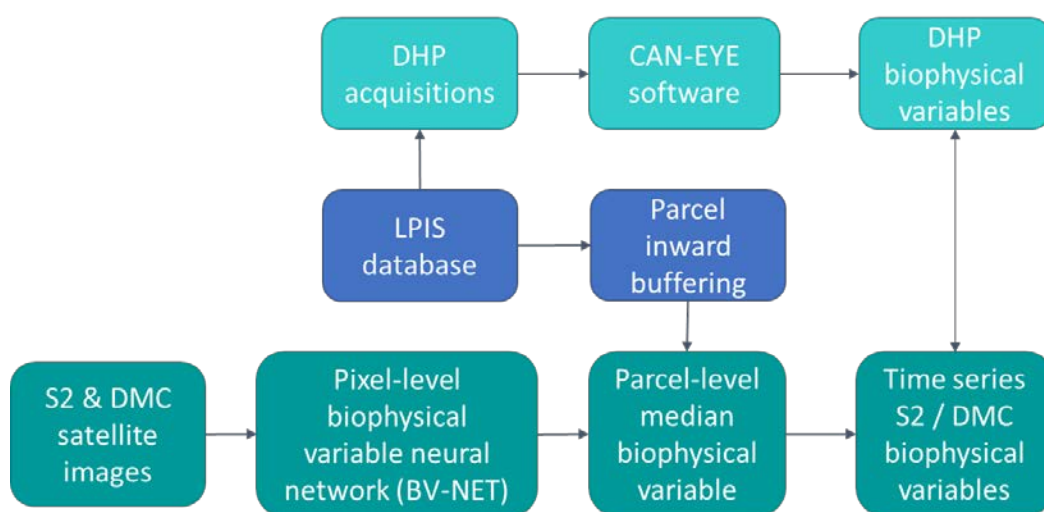 DHP
acquisitions
CAN-EYE
software
DHP
biophysical
variables
LPIS
database
Parcel
inward
buffering
S2 & DMC
satellite
images
Pixel-level
biophysical
variable neural
network (BV-NET)
Parcel-level
median
biophysical
variable
Time series
S2 / DMC
biophysical
variables